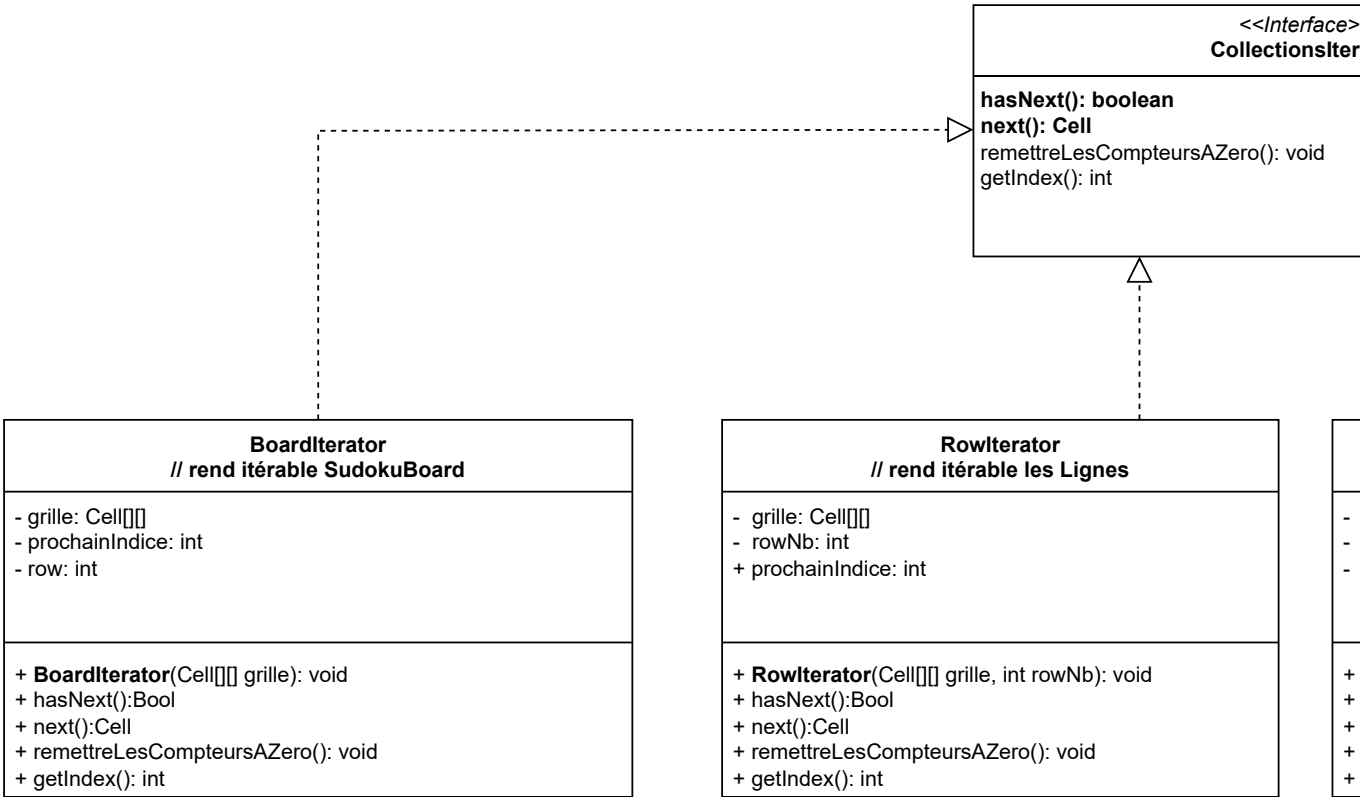 <<Interface>
CollectionsIter
hasNext(): boolean
next(): Cell
remettreLesCompteursAZero(): void
getIndex(): int
BoardIterator
// rend itérable SudokuBoard
- grille: Cell[][]
- prochainIndice: int
- row: int
+ BoardIterator(Cell[][] grille): void
+ hasNext():Bool
+ next():Cell
+ remettreLesCompteursAZero(): void
+ getIndex(): int
RowIterator
// rend itérable les Lignes
- grille: Cell[][]
- rowNb: int
+ prochainIndice: int
+ RowIterator(Cell[][] grille, int rowNb): void
+ hasNext():Bool
+ next():Cell
+ remettreLesCompteursAZero(): void
+ getIndex(): int
-
-
-
+
+
+
+
+